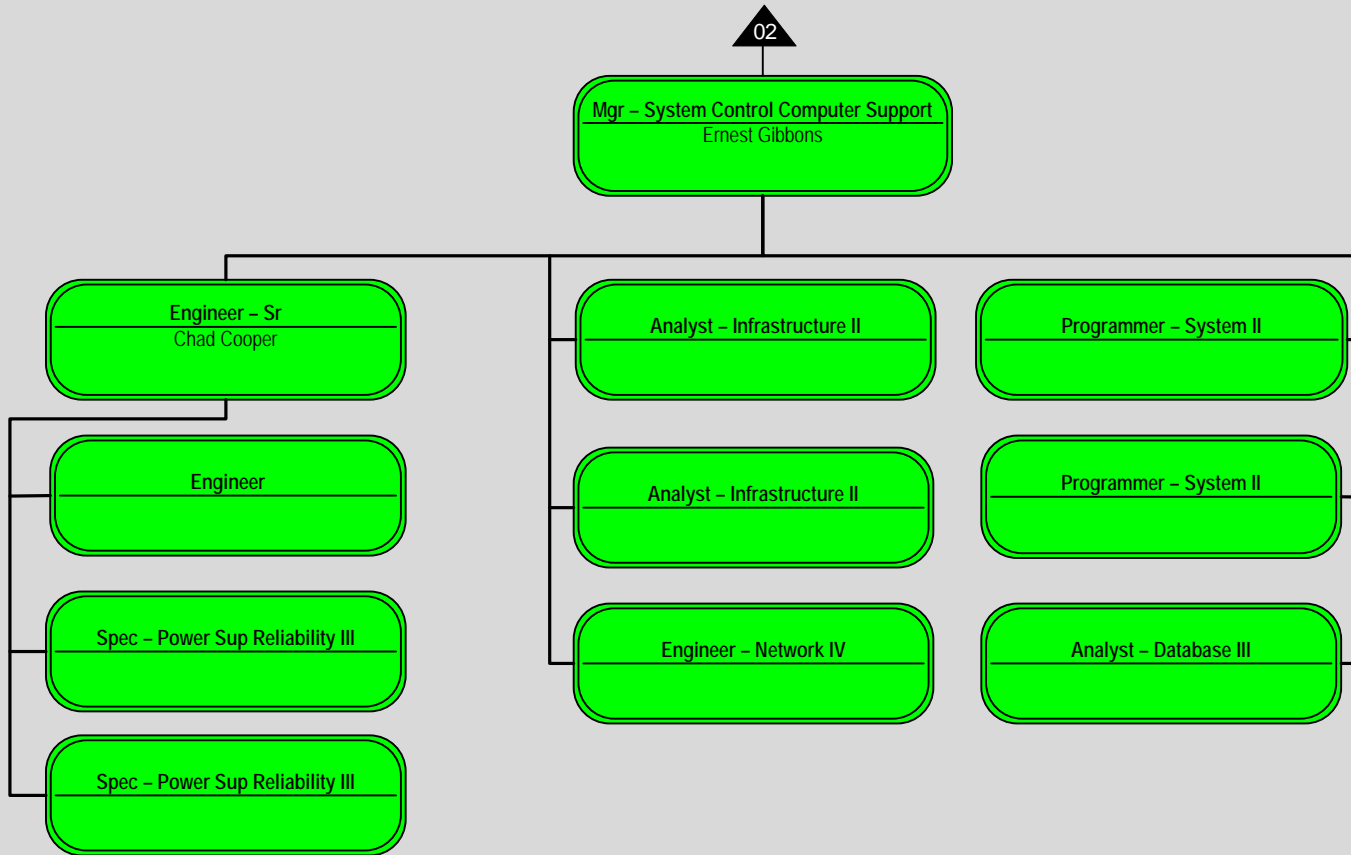 02
Mgr – System Control Computer Support
Ernest Gibbons
Engineer – Sr
Chad Cooper
Engineer
Spec – Power Sup Reliability III
Spec – Power Sup Reliability III
Analyst – Infrastructure II
Analyst – Infrastructure II
Engineer – Network IV
Programmer – System II
Programmer – System II
Analyst – Database III